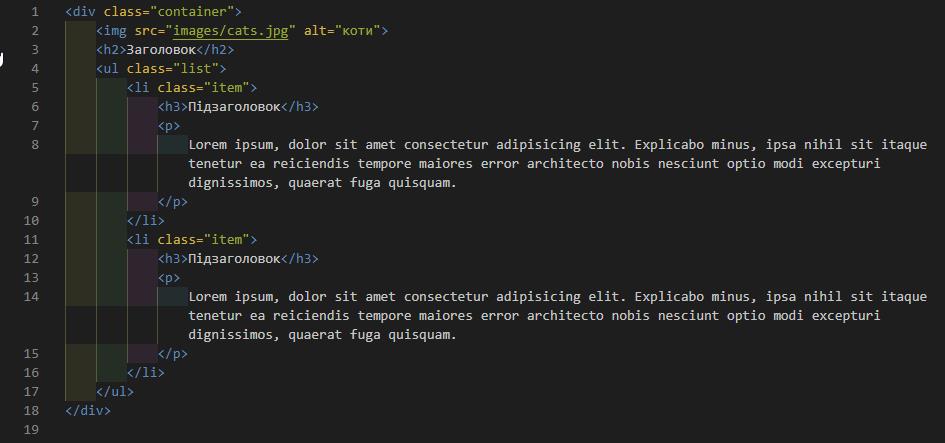 1 <div class="container">
2 <img src="images/cats.jpg" alt="коти">
3 <h2>Заголовок</h2>
4 <ul class="list">
5 <li class="item">
6 <h3>Підзаголовок</h3>
7 <p>
8 Lorem ipsum, dolor sit amet consectetur adipisicing elit. Explicabo minus, ipsa nihil sit itaque
tenetur ea reiciendis tempore maiores error architecto nobis nesciunt optio modi excepturi
dignissimos, quaerat fuga quisquam.
9 </p>
10 </li>
11 <li class="item">
12 <h3>Підзаголовок</h3>
13 <p>
14 Lorem ipsum, dolor sit amet consectetur adipisicing elit. Explicabo minus, ipsa nihil sit itaque
tenetur ea reiciendis tempore maiores error architecto nobis nesciunt optio modi excepturi
dignissimos, quaerat fuga quisquam.
15 </p>
16 </li>
17 </ul>
18 </div>
19